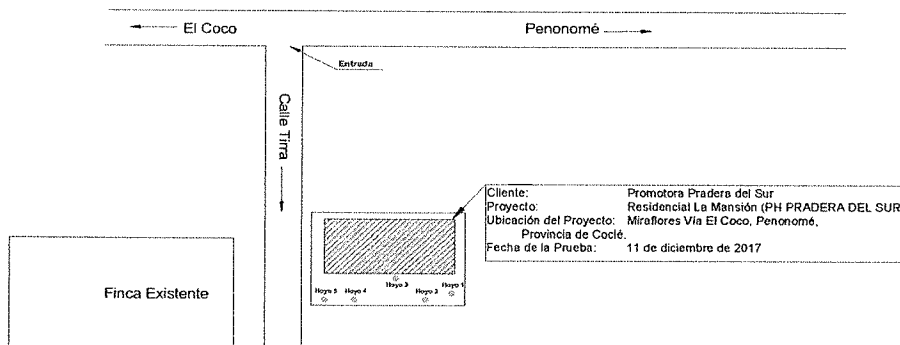 El Coco
Penonomé
Entrada
Calle Tirra
Cliente: Promotora Pradera del Sur
Proyecto: Residencial La Mansión (PH PRADERA DEL SUR
Ubicación del Proyecto: Miraflores Vía El Coco, Penonomé,
Provincia de Coclé.
Fecha de la Prueba: 11 de diciembre de 2017
Finca Existente
Hoyo 5
Hoyo 4
Hoyo 3
Hoyo 2
Hoyo 1